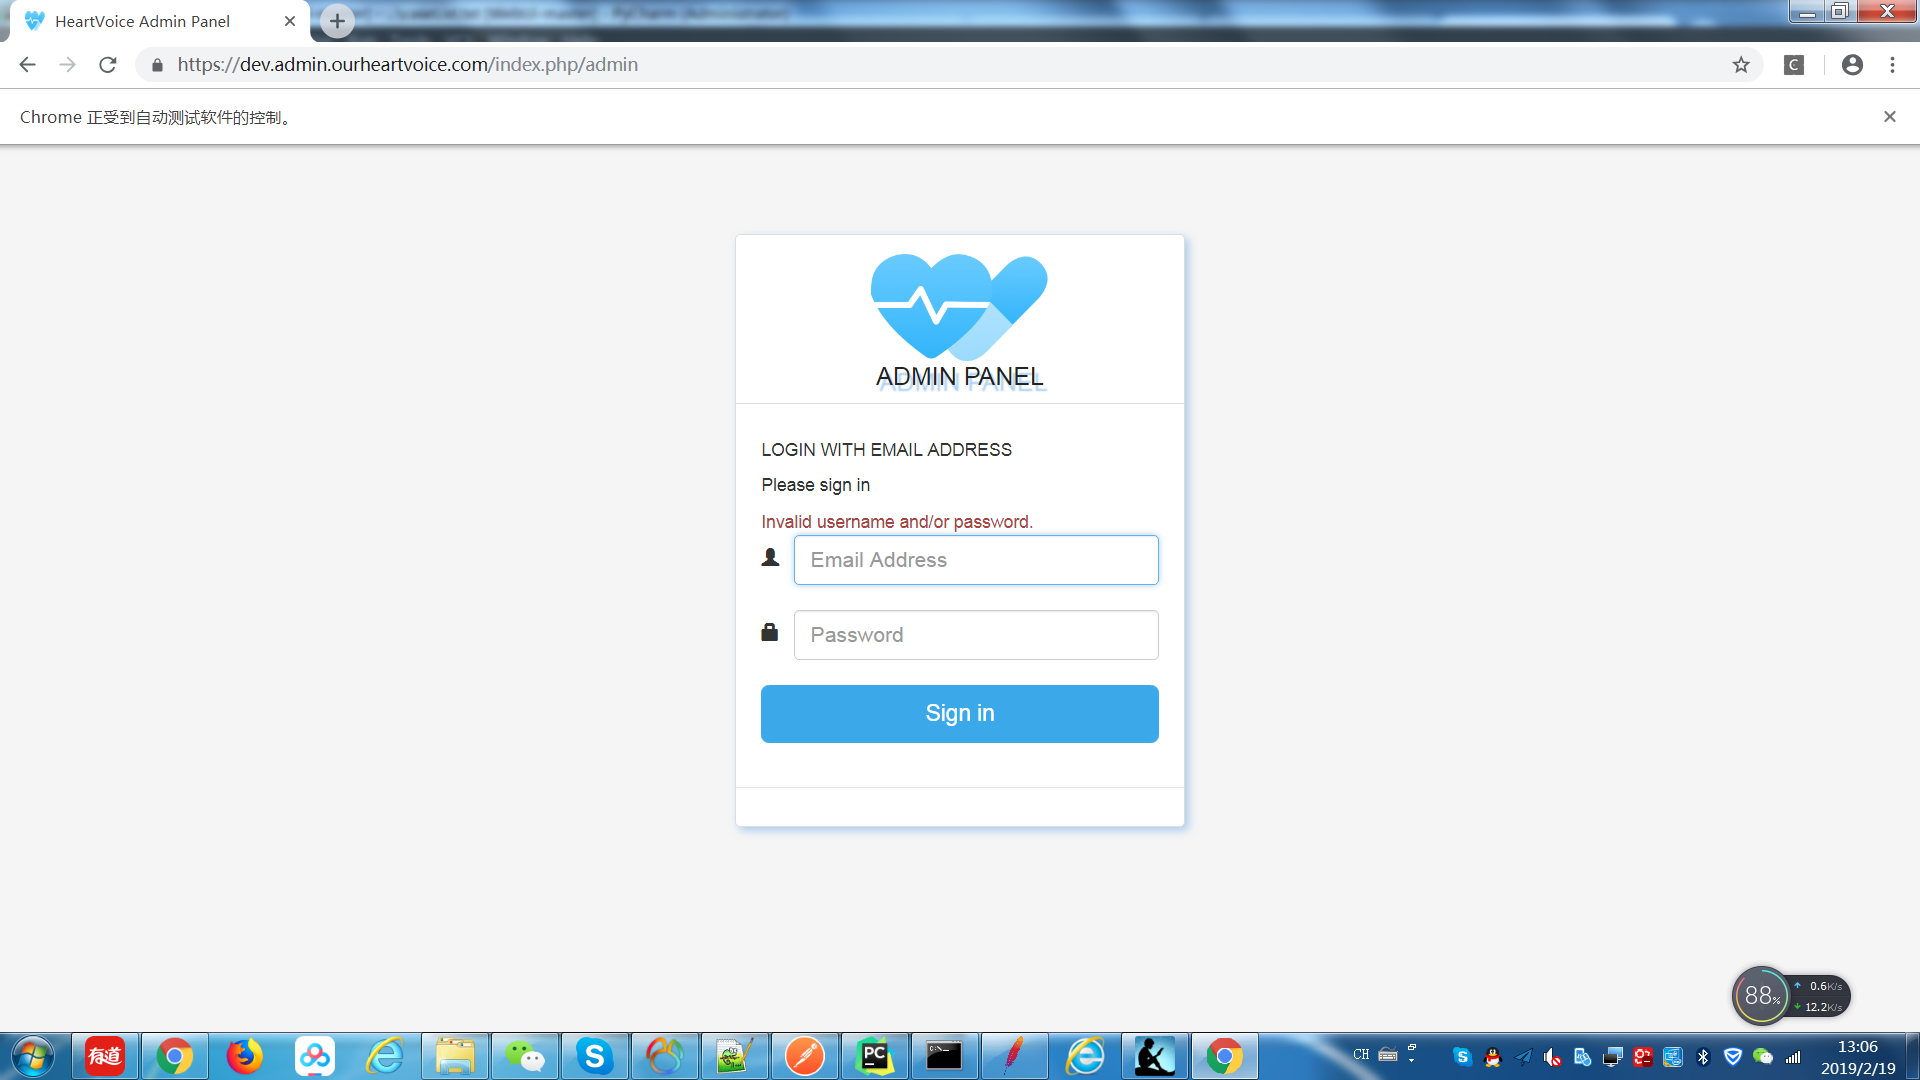 HeartVoice Admin Panel
https://dev.admin.ourheartvoice.com/index.php/admin
C
Chrome 正受到自动测试软件的控制。
ADMIN PANEL
LOGIN WITH EMAIL ADDRESS
Please sign in
Invalid username and/or password.
Email Address
Password
Sign in
88%
0.6K/s
12.2K/s
有道
S
PC
CH
13:06
2019/2/19